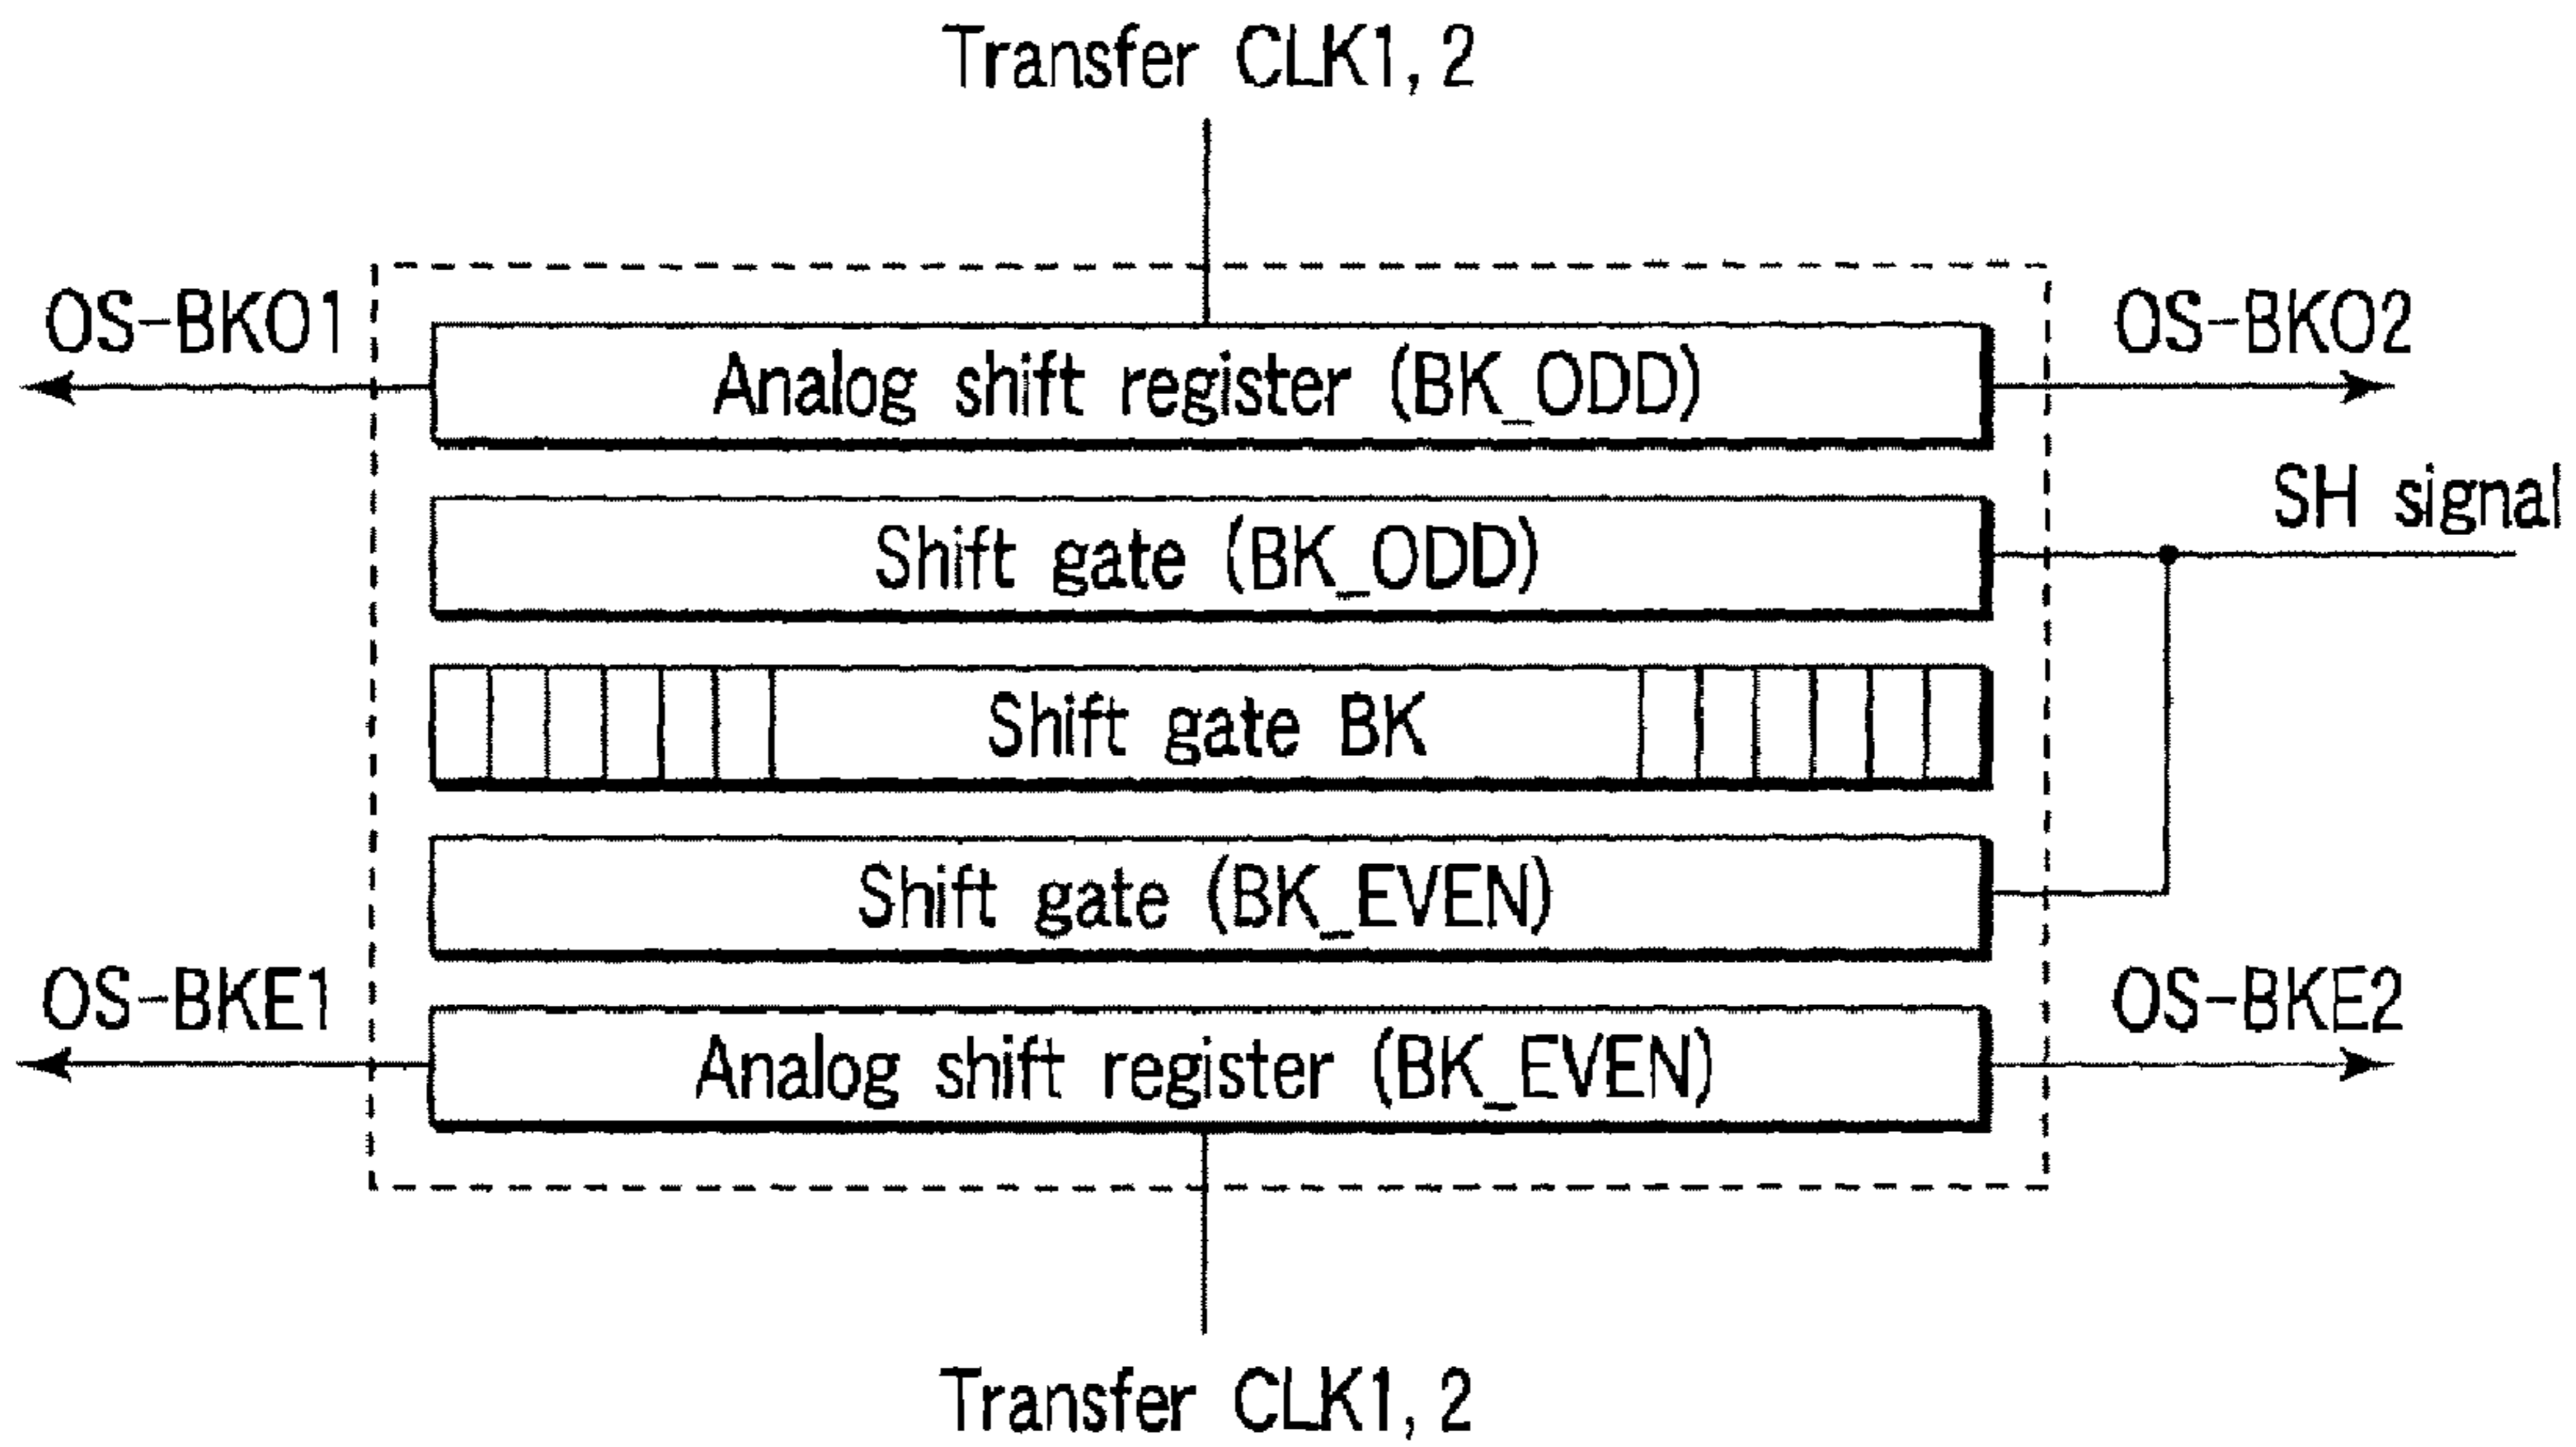 Transfer CLK1, 2
OS-BKO1
OS-BKO2
Analog shift register (BK_ODD)
SH signal
Shift gate (BK_ODD)
Shift gate BK
Shift gate (BK_EVEN)
OS-BKE1
OS-BKE2
Analog shift register (BK_EVEN)
Transfer CLK1, 2